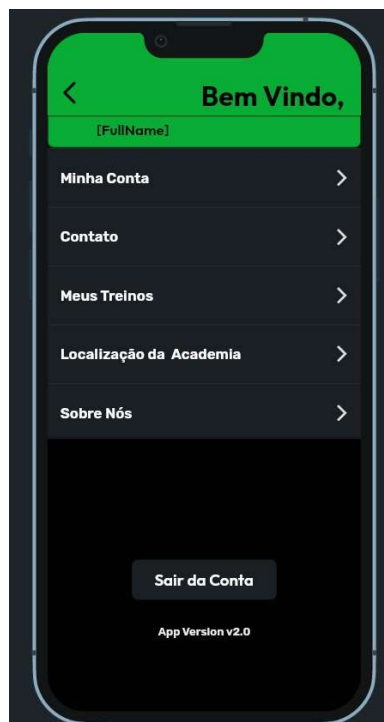 Bem Vindo,
[FullName]
Minha Conta
Contato
Meus Treinos
Localização da Academia
Sobre Nós
Sair da Conta
App Version v2.0